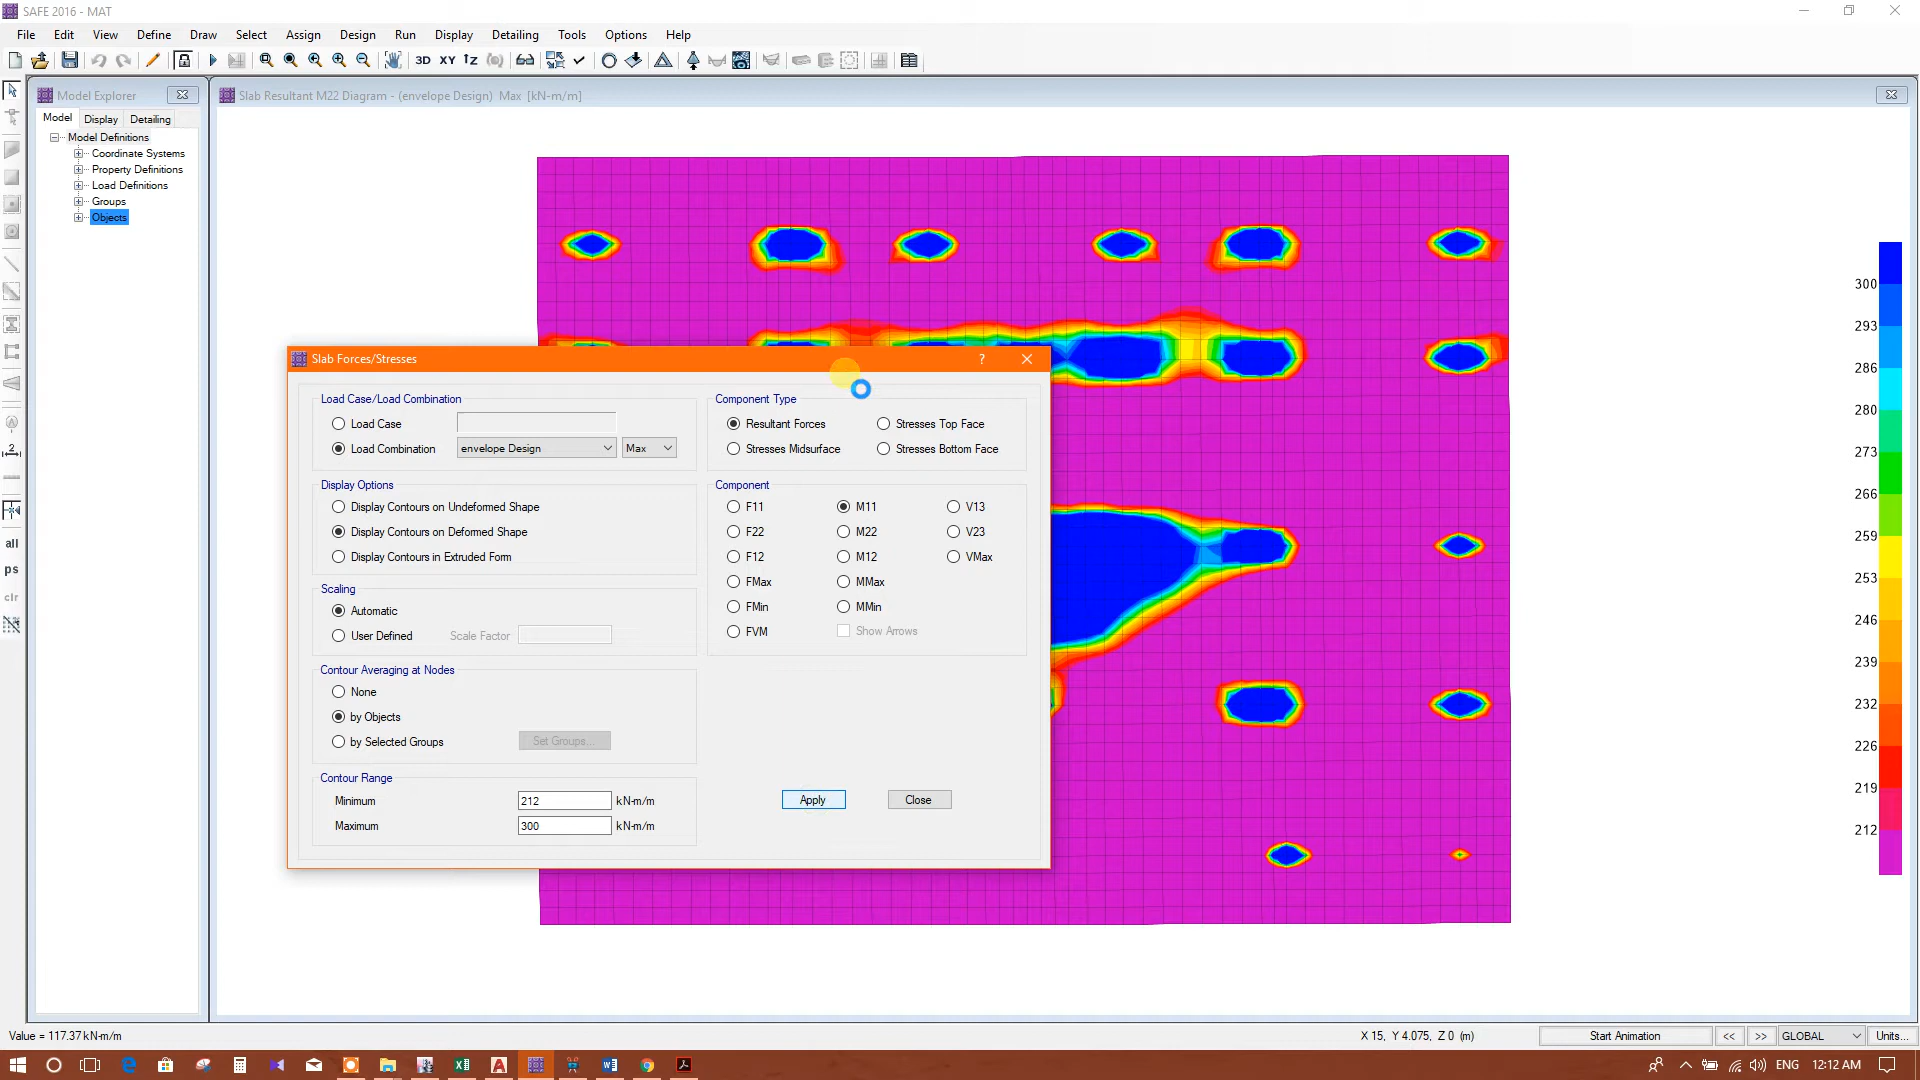 SAFE 2016 - MAT
File Edit View Define Draw Select Assign Design Run Display Detailing Tools Options Help
3D XY
Model Explorer
Slab Resultant M22 Diagram - (envelope Design) Max [kN-m/m]
Model Display Detailing
Model Definitions
Coordinate Systems
Property Definitions
Load Definitions
Groups
Objects
all
ps
clr
Slab Forces/Stresses
?
Load Case/Load Combination
Load Case
Load Combination envelope Design Max
Component Type
Resultant Forces Stresses Top Face
Stresses Midsurface Stresses Bottom Face
Display Options
Display Contours on Undeformed Shape
Display Contours on Deformed Shape
Display Contours in Extruded Form
Component
F11 M11 V13
F22 M22 V23
F12 M12 VMax
FMax MMax
FMin MMin
FVM Show Arrows
Scaling
Automatic
User Defined Scale Factor
Contour Averaging at Nodes
None
by Objects
by Selected Groups Set Groups...
Contour Range
Minimum 212 kN-m/m
Maximum 300 kN-m/m
Apply Close
300
293
286
280
273
266
259
253
246
239
232
226
219
212
Value = 117.37 kN-m/m
X 15, Y 4.075, Z 0 (m)
Start Animation << >> GLOBAL Units...
ENG 12:12 AM